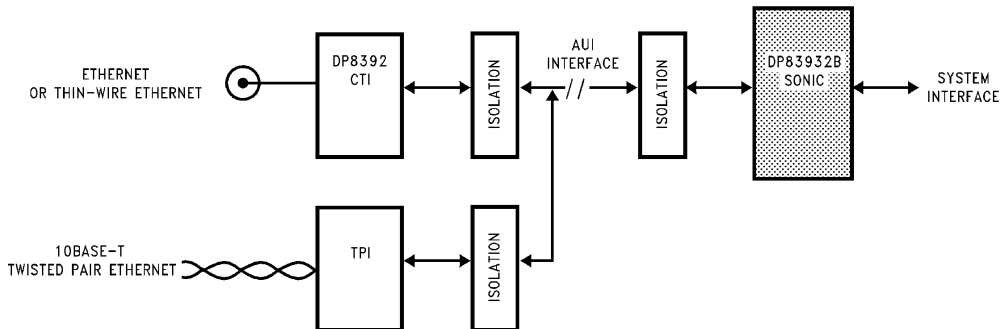 ETHERNET
OR THIN-WIRE ETHERNET
DP8392
CTI
ISOLATION
AUI
INTERFACE
ISOLATION
DP83932B
SONIC
SYSTEM
INTERFACE
10BASE-T
TWISTED PAIR ETHERNET
TPI
ISOLATION